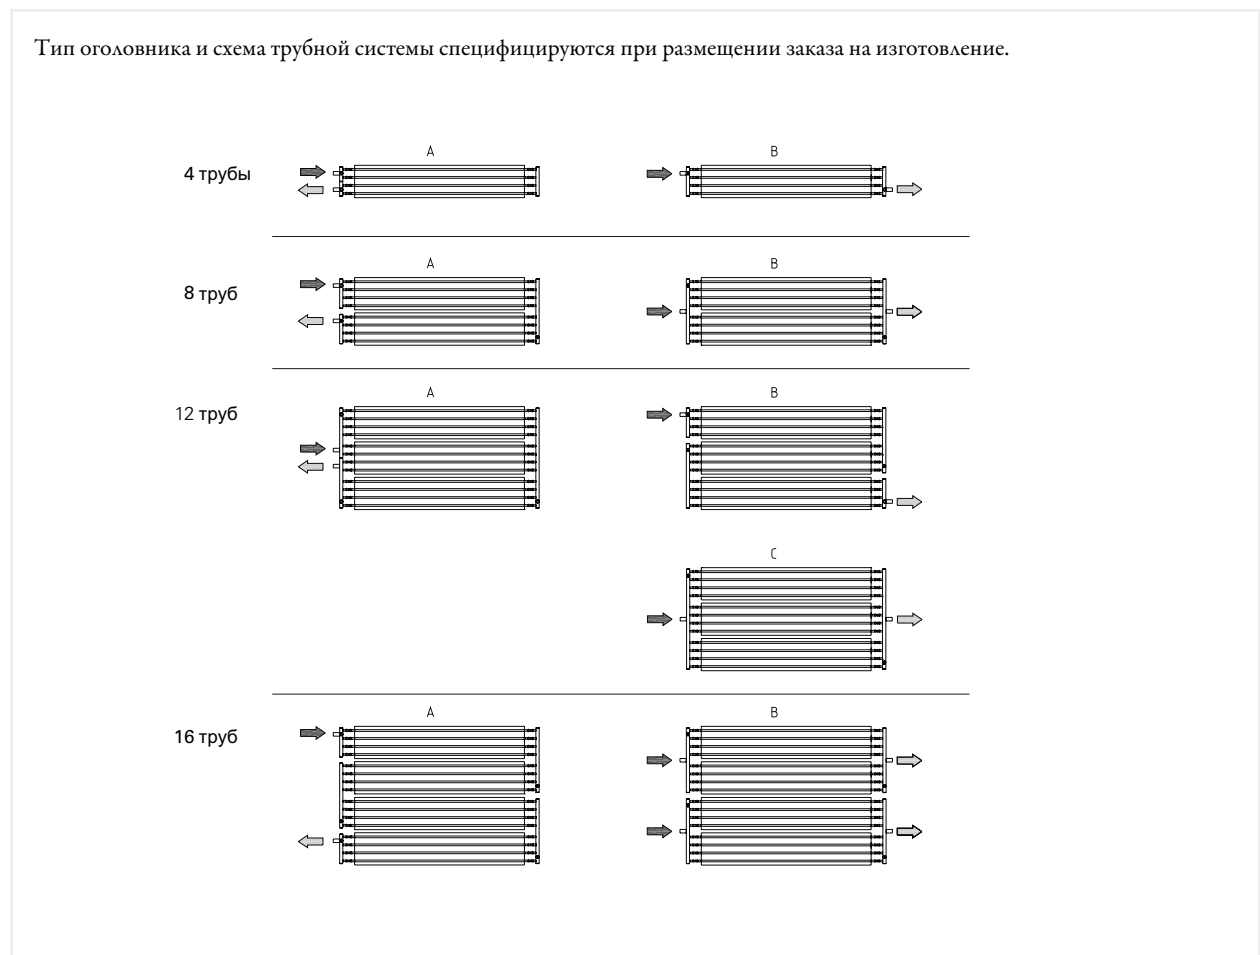 Тип оголовника и схема трубной системы специфицируются при размещении заказа на изготовление.
A B
4 трубы
A B
8 труб
A B
12 труб
C
A B
16 труб